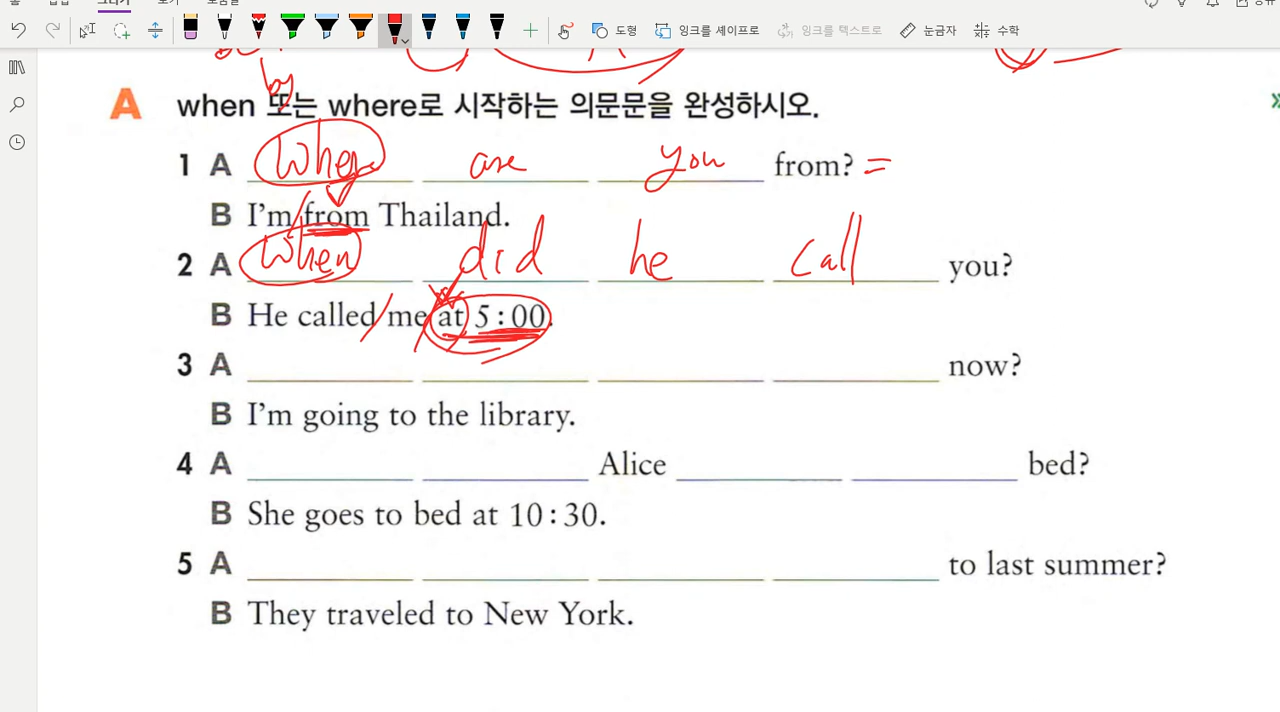 도형 잉크를 셰이프로 잉크를 텍스트로 눈금자 수학
by
A when 또는 where로 시작하는 의문문을 완성하시오.
1 A Where are you from? =
B I'm from Thailand.
2 A When did he call you?
B He called me at 5:00.
3 A now?
B I'm going to the library.
4 A Alice bed?
B She goes to bed at 10:30.
5 A to last summer?
B They traveled to New York.